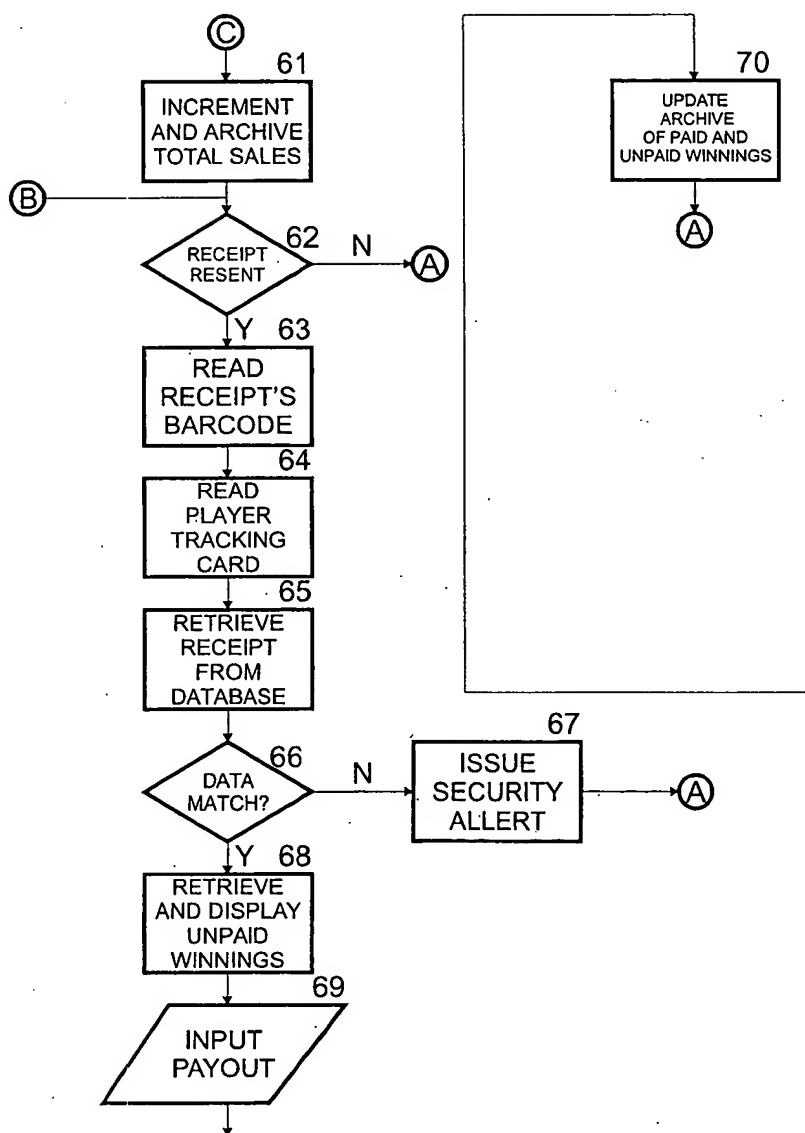 C
61
INCREMENT
AND ARCHIVE
TOTAL SALES
B
62
RECEIPT
RESENT
N
A
Y
63
READ
RECEIPT'S
BARCODE
64
READ
PLAYER
TRACKING
CARD
65
RETRIEVE
RECEIPT
FROM
DATABASE
66
DATA
MATCH?
N
67
ISSUE
SECURITY
ALLERT
A
Y
68
RETRIEVE
AND DISPLAY
UNPAID
WINNINGS
69
INPUT
PAYOUT
70
UPDATE
ARCHIVE
OF PAID AND
UNPAID WINNINGS
A